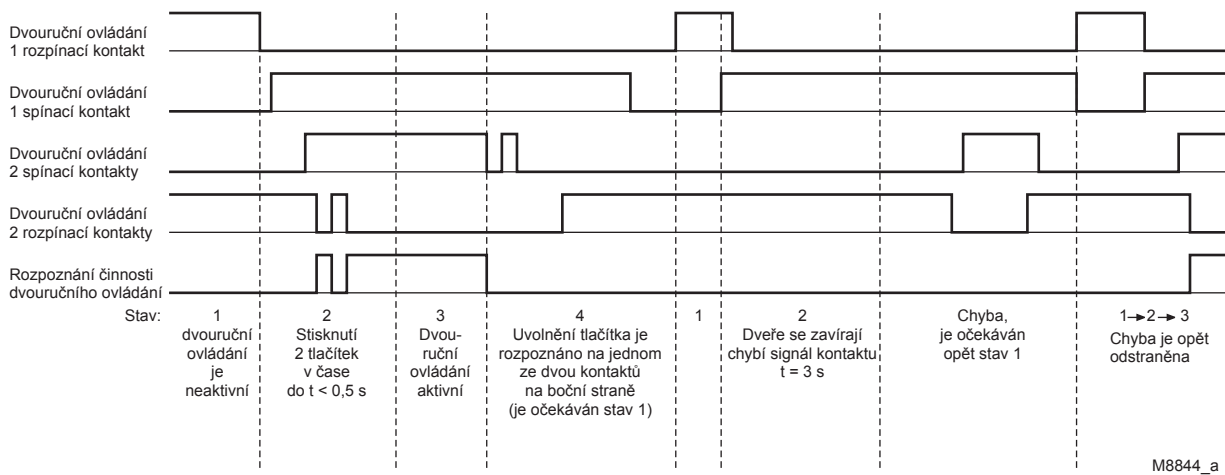 Dvouruční ovládání
1 rozpínací kontakt
Dvouruční ovládání
1 spínací kontakt
Dvouruční ovládání
2 spínací kontakty
Dvouruční ovládání
2 rozpínací kontakty
Rozpoznání činnosti
dvouručního ovládání
Stav:
1
dvouruční
ovládání
je
neaktivní
2
Stisknutí
2 tlačítek
v čase
do t < 0,5 s
3
Dvou-
ruční
ovládání
aktivní
4
Uvolnění tlačítka je
rozpoznáno na jednom
ze dvou kontaktů
na boční straně
(je očekáván stav 1)
1
2
Dveře se zavírají
chybí signál kontaktu
t = 3 s
Chyba,
je očekáván
opět stav 1
1→2→ 3
Chyba je opět
odstraněna
M8844_a